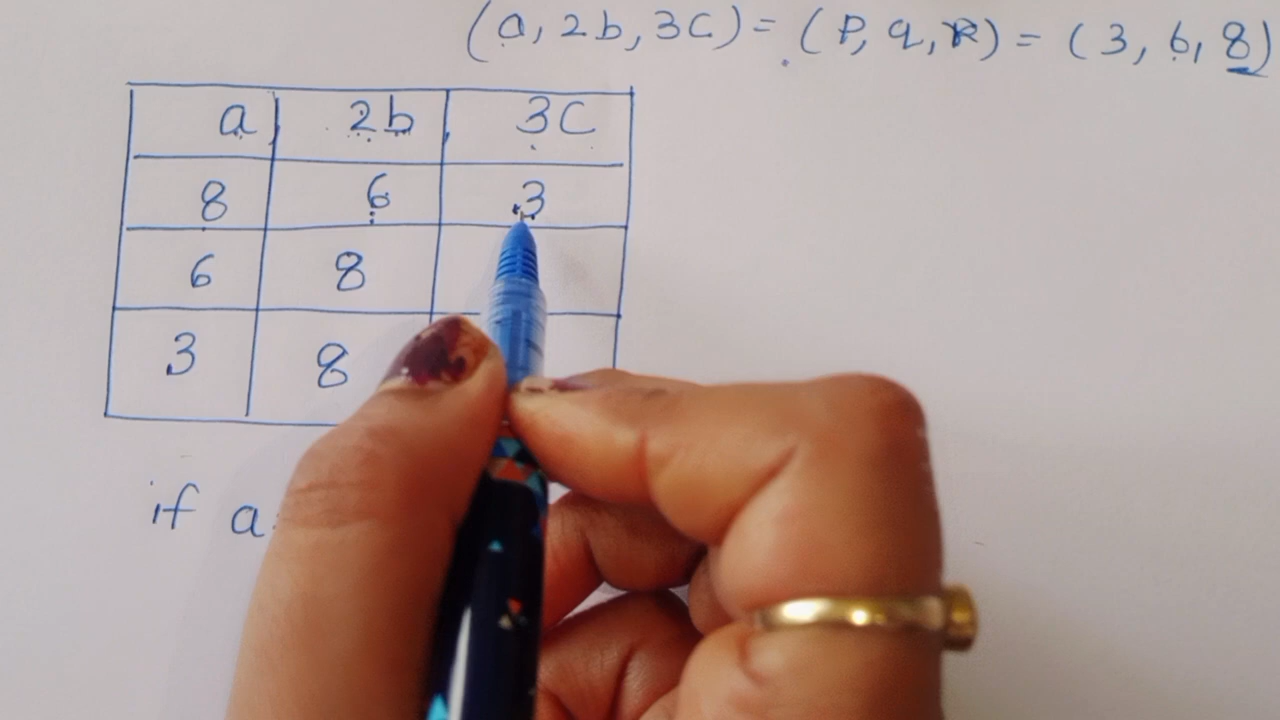 (a, 2b, 3C) = (P, q, R) = (3, 6, 8)
a, 2b, 3C
8 6 3
6 8
3 8
if a